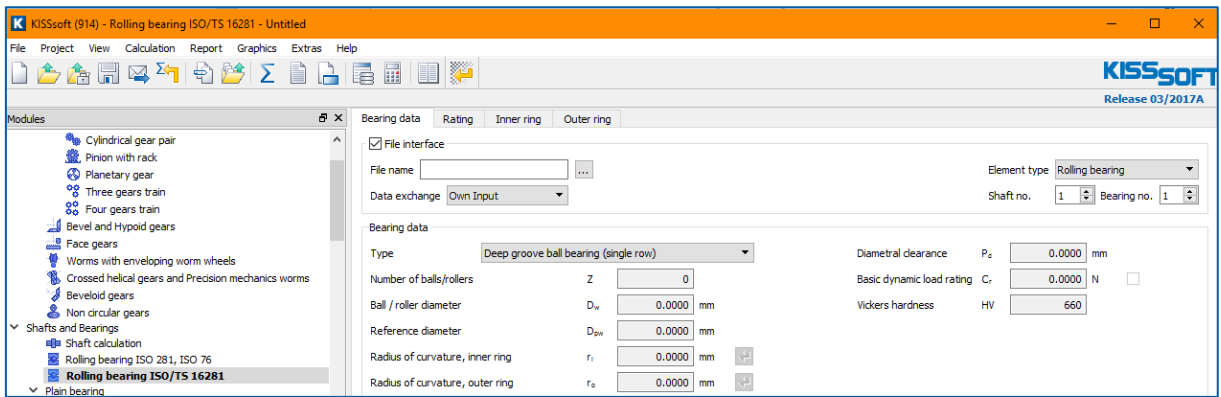 KISSsoft (914) - Rolling bearing ISO/TS 16281 - Untitled
File Project View Calculation Report Graphics Extras Help
KISSSOFT
Release 03/2017A
Modules
Cylindrical gear pair
Pinion with rack
Planetary gear
Three gears train
Four gears train
Bevel and Hypoid gears
Face gears
Worms with enveloping worm wheels
Crossed helical gears and Precision mechanics worms
Beveloid gears
Non circular gears
Shafts and Bearings
Shaft calculation
Rolling bearing ISO 281, ISO 76
Rolling bearing ISO/TS 16281
Plain bearing
Bearing data Rating Inner ring Outer ring
File interface
File name ... Element type Rolling bearing
Data exchange Own Input Shaft no. 1 Bearing no. 1
Bearing data
Type Deep groove ball bearing (single row) Diametral clearance Pd 0.0000 mm
Number of balls/rollers Z 0 Basic dynamic load rating Cr 0.0000 N
Ball / roller diameter Dw 0.0000 mm Vickers hardness HV 660
Reference diameter Dpw 0.0000 mm
Radius of curvature, inner ring ri 0.0000 mm
Radius of curvature, outer ring ro 0.0000 mm